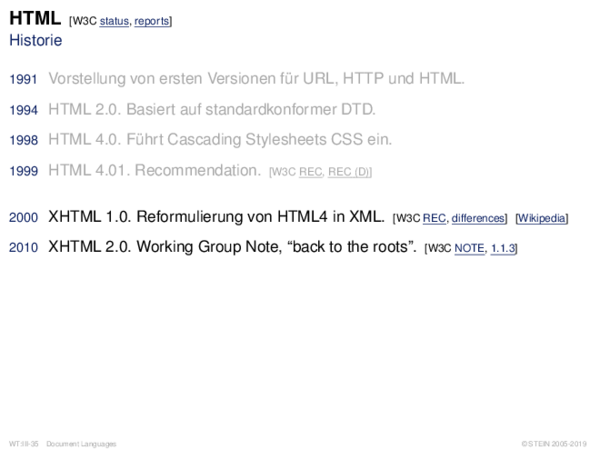 HTML [W3C status, reports]
Historie
1991 Vorstellung von ersten Versionen für URL, HTTP und HTML.
1994 HTML 2.0. Basiert auf standardkonformer DTD.
1998 HTML 4.0. Führt Cascading Stylesheets CSS ein.
1999 HTML 4.01. Recommendation. [W3C REC, REC (D)]
2000 XHTML 1.0. Reformulierung von HTML4 in XML. [W3C REC, differences] [Wikipedia]
2010 XHTML 2.0. Working Group Note, “back to the roots”. [W3C NOTE, 1.1.3]
WT:II-35 Document Languages © STEIN 2005-2019